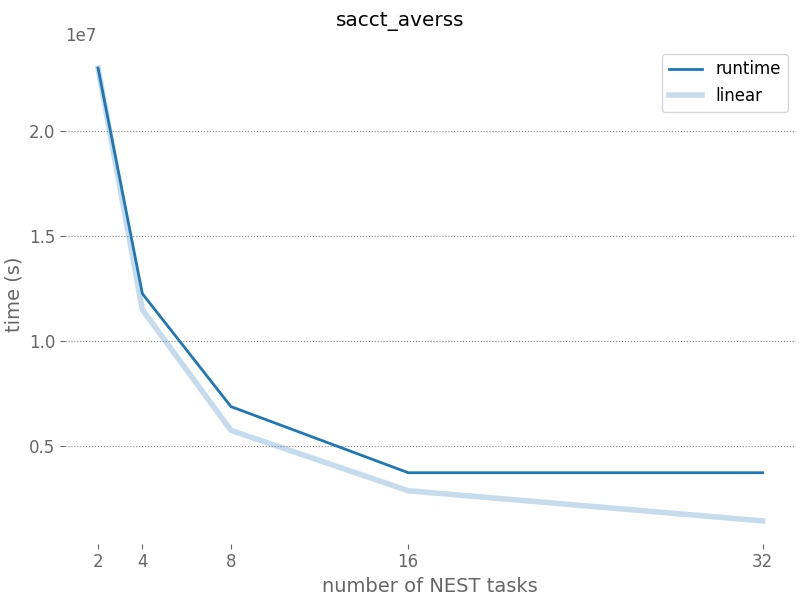 sacct_averss
1e7
runtime
linear
2.0
1.5
1.0
0.5
time (s)
2 4 8 16 32
number of NEST tasks